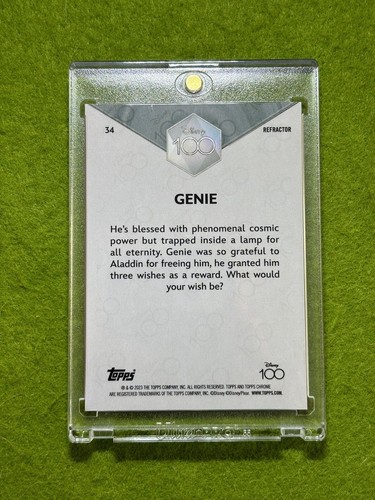 34
Disney
100
REFRACTOR
GENIE
He's blessed with phenomenal cosmic
power but trapped inside a lamp for
all eternity. Genie was so grateful to
Aladdin for freeing him, he granted him
three wishes as a reward. What would
your wish be?
Topps
Disney
100
® & © 2023 THE TOPPS COMPANY, INC. ALL RIGHTS RESERVED. TOPPS AND TOPPS CHROME
ARE REGISTERED TRADEMARKS OF THE TOPPS COMPANY, INC. ©Disney ©Disney/Pixar WWW.TOPPS.COM.